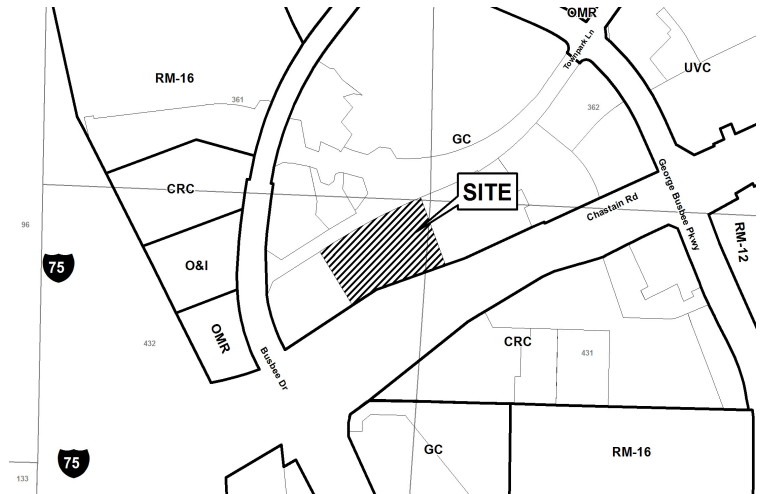 OMR
Townpark Ln
UVC
RM-16
361
362
GC
CRC
SITE
Chastain Rd
George Busbee Pkwy
96
RM-12
O&I
75
OMR
432
Busbee Dr
CRC
431
GC
RM-16
75
133